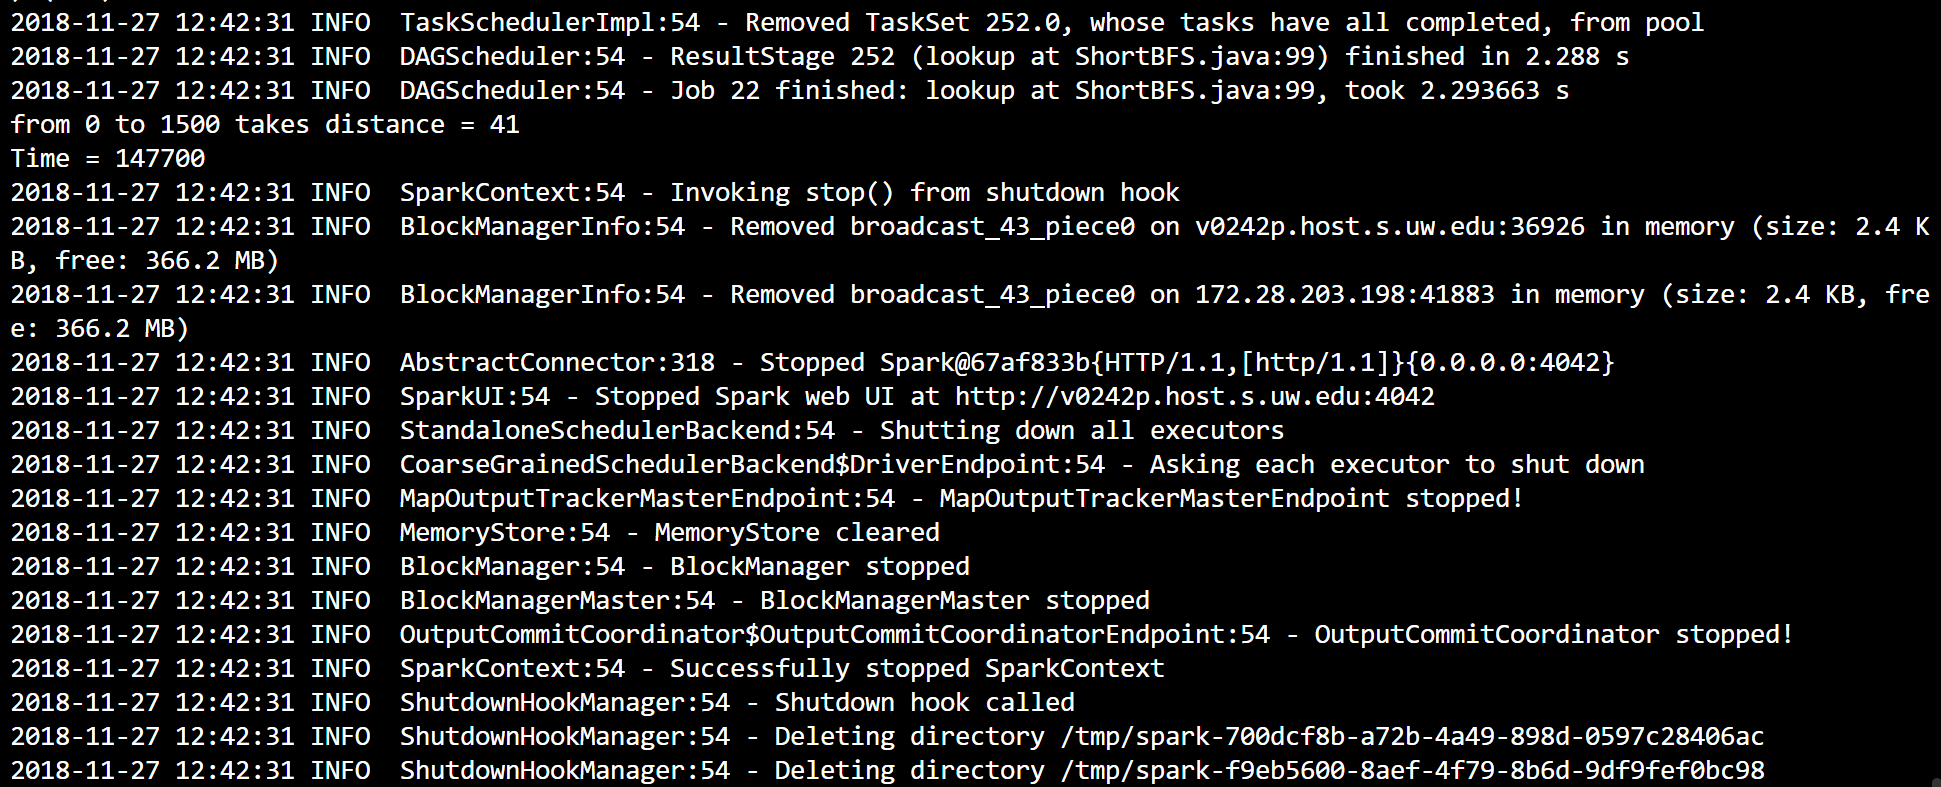 2018-11-27 12:42:31 INFO  TaskSchedulerImpl:54 - Removed TaskSet 252.0, whose tasks have all completed, from pool
2018-11-27 12:42:31 INFO  DAGScheduler:54 - ResultStage 252 (lookup at ShortBFS.java:99) finished in 2.288 s
2018-11-27 12:42:31 INFO  DAGScheduler:54 - Job 22 finished: lookup at ShortBFS.java:99, took 2.293663 s
from 0 to 1500 takes distance = 41
Time = 147700
2018-11-27 12:42:31 INFO  SparkContext:54 - Invoking stop() from shutdown hook
2018-11-27 12:42:31 INFO  BlockManagerInfo:54 - Removed broadcast_43_piece0 on v0242p.host.s.uw.edu:36926 in memory (size: 2.4 K
B, free: 366.2 MB)
2018-11-27 12:42:31 INFO  BlockManagerInfo:54 - Removed broadcast_43_piece0 on 172.28.203.198:41883 in memory (size: 2.4 KB, fre
e: 366.2 MB)
2018-11-27 12:42:31 INFO  AbstractConnector:318 - Stopped Spark@67af833b{HTTP/1.1,[http/1.1]}{0.0.0.0:4042}
2018-11-27 12:42:31 INFO  SparkUI:54 - Stopped Spark web UI at http://v0242p.host.s.uw.edu:4042
2018-11-27 12:42:31 INFO  StandaloneSchedulerBackend:54 - Shutting down all executors
2018-11-27 12:42:31 INFO  CoarseGrainedSchedulerBackend$DriverEndpoint:54 - Asking each executor to shut down
2018-11-27 12:42:31 INFO  MapOutputTrackerMasterEndpoint:54 - MapOutputTrackerMasterEndpoint stopped!
2018-11-27 12:42:31 INFO  MemoryStore:54 - MemoryStore cleared
2018-11-27 12:42:31 INFO  BlockManager:54 - BlockManager stopped
2018-11-27 12:42:31 INFO  BlockManagerMaster:54 - BlockManagerMaster stopped
2018-11-27 12:42:31 INFO  OutputCommitCoordinator$OutputCommitCoordinatorEndpoint:54 - OutputCommitCoordinator stopped!
2018-11-27 12:42:31 INFO  SparkContext:54 - Successfully stopped SparkContext
2018-11-27 12:42:31 INFO  ShutdownHookManager:54 - Shutdown hook called
2018-11-27 12:42:31 INFO  ShutdownHookManager:54 - Deleting directory /tmp/spark-700dcf8b-a72b-4a49-898d-0597c28406ac
2018-11-27 12:42:31 INFO  ShutdownHookManager:54 - Deleting directory /tmp/spark-f9eb5600-8aef-4f79-8b6d-9df9fef0bc98